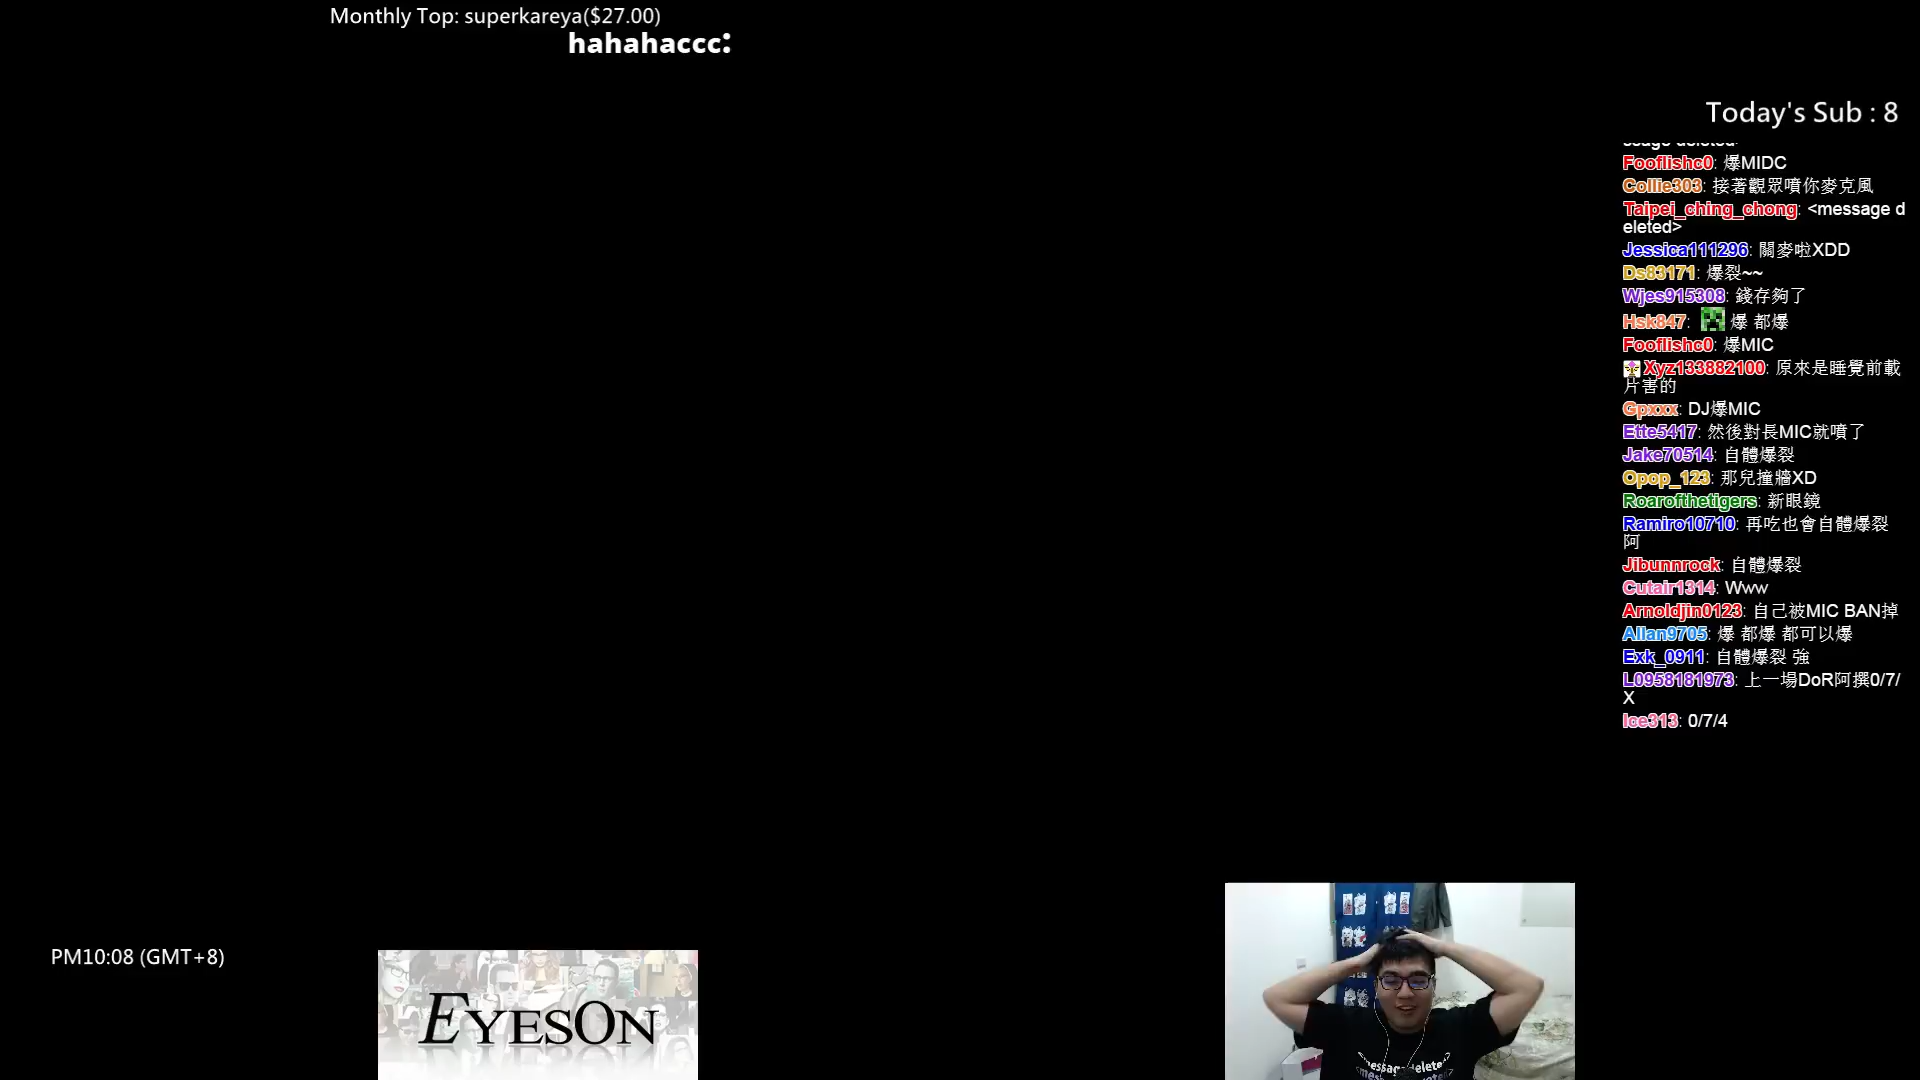 Monthly Top: superkareya($27.00)
hahahaccc:
Today's Sub : 8
ssage deleted>
Fooflishc0: 爆MIDC
Collie303: 接著觀眾噴你麥克風
Taipei_ching_chong: <message d
eleted>
Jessica111296: 關麥啦XDD
Ds83171: 爆裂~~
Wjes915308: 錢存夠了
Hsk847: 爆 都爆
Fooflishc0: 爆MIC
Xyz133882100: 原來是睡覺前載
片害的
Gpxxx: DJ爆MIC
Ette5417: 然後對長MIC就噴了
Jake70514: 自體爆裂
Opop_123: 那兒撞牆XD
Roarofthetigers: 新眼鏡
Ramiro10710: 再吃也會自體爆裂
阿
Jibunnrock: 自體爆裂
Cutair1314: Www
Arnoldjin0123: 自己被MIC BAN掉
Allan9705: 爆 都爆 都可以爆
Exk_0911: 自體爆裂 強
L0958181973: 上一場DoR阿撰0/7/
X
Ice313: 0/7/4
PM10:08 (GMT+8)
EYESON
<message deleted>